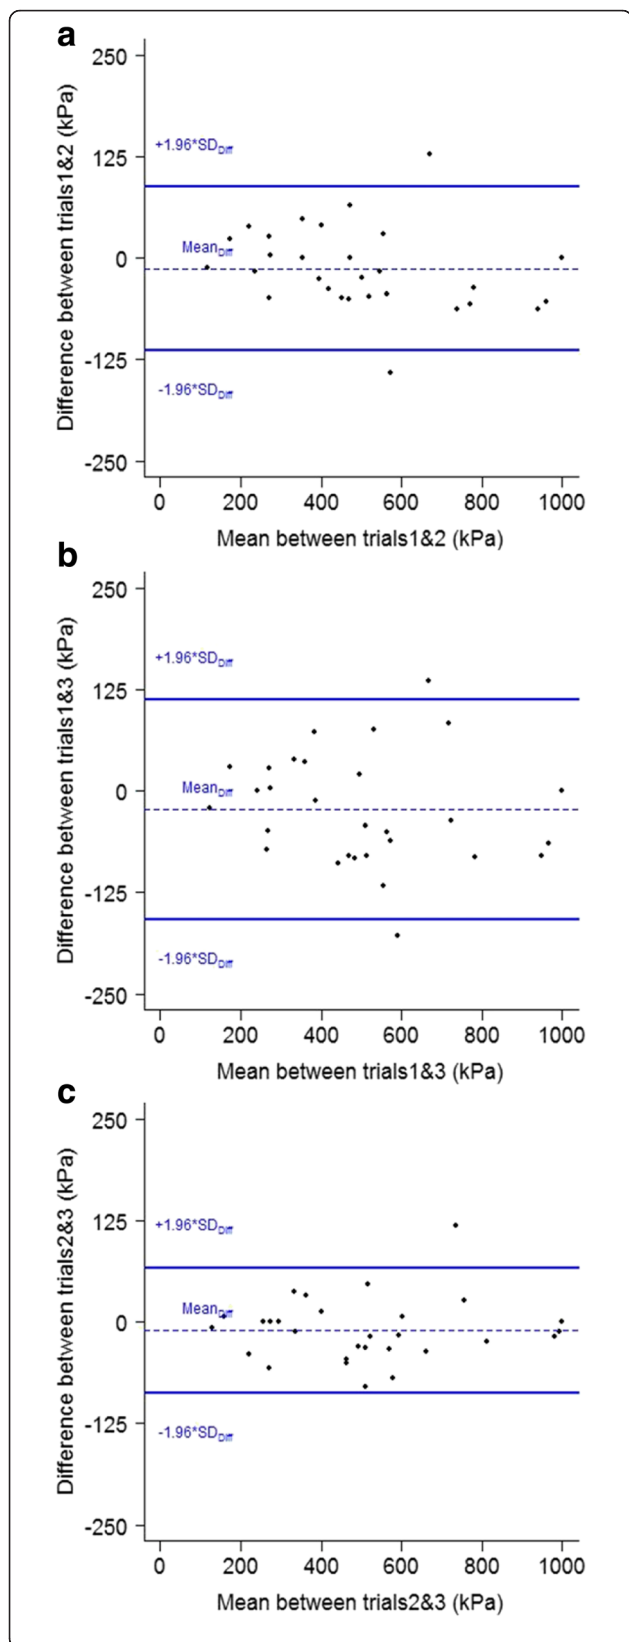 a
Difference between trials1&2 (kPa)
250
125
0
-125
-250
+1.96*SDDiff
MeanDiff
-1.96*SDDiff
0 200 400 600 800 1000
Mean between trials1&2 (kPa)
b
Difference between trials1&3 (kPa)
250
125
0
-125
-250
+1.96*SDDiff
MeanDiff
-1.96*SDDiff
0 200 400 600 800 1000
Mean between trials1&3 (kPa)
c
Difference between trials2&3 (kPa)
250
125
0
-125
-250
+1.96*SDDiff
MeanDiff
-1.96*SDDiff
0 200 400 600 800 1000
Mean between trials2&3 (kPa)